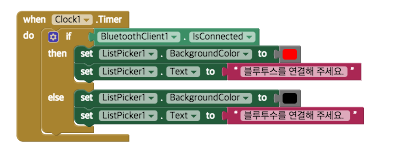 when Clock1 .Timer
do if BluetoothClient1 . IsConnected
then set ListPicker1 . BackgroundColor to
set ListPicker1 . Text to "블루투스를 연결해 주세요."
else set ListPicker1 . BackgroundColor to
set ListPicker1 . Text to "블루투스를 연결해 주세요."